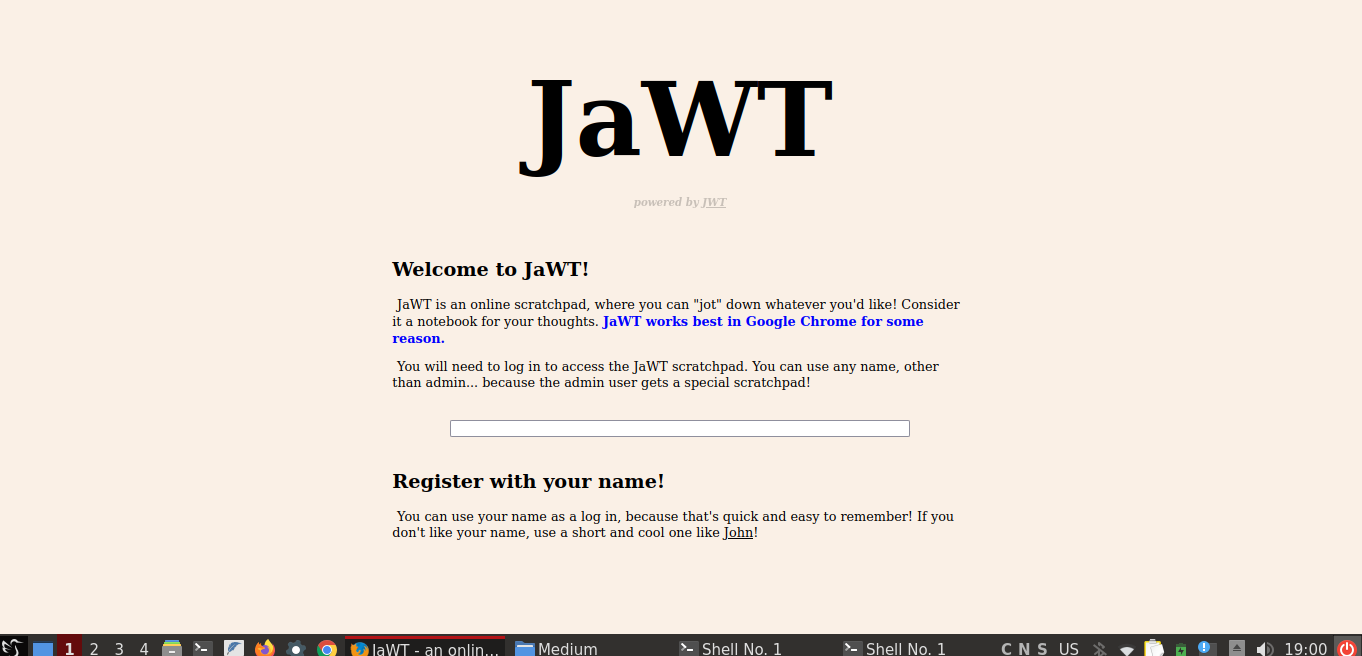 JaWT
powered by JWT
Welcome to JaWT!
JaWT is an online scratchpad, where you can "jot" down whatever you'd like! Consider
it a notebook for your thoughts. JaWT works best in Google Chrome for some
reason.
You will need to log in to access the JaWT scratchpad. You can use any name, other
than admin... because the admin user gets a special scratchpad!
Register with your name!
You can use your name as a log in, because that's quick and easy to remember! If you
don't like your name, use a short and cool one like John!
1 2 3 4 JaWT - an onlin... Medium Shell No. 1 Shell No. 1 C N S US 19:00